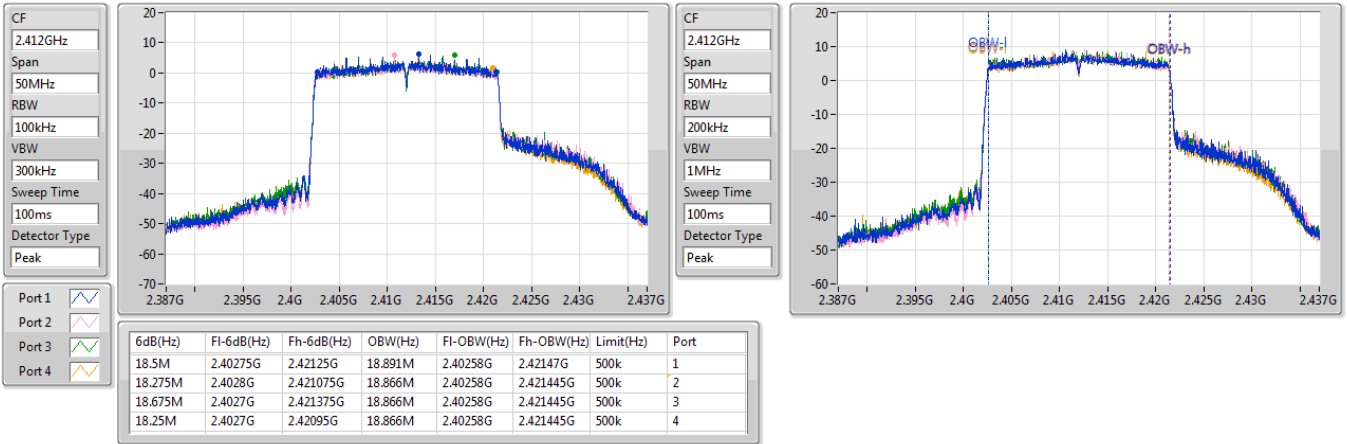 CF
2.412GHz
Span
50MHz
RBW
100kHz
VBW
300kHz
Sweep Time
100ms
Detector Type
Peak
20
10
0
-10
-20
-30
-40
-50
-60
-70
2.387G 2.395G 2.4G 2.405G 2.41G 2.415G 2.42G 2.425G 2.43G 2.437G
CF
2.412GHz
Span
50MHz
RBW
200kHz
VBW
1MHz
Sweep Time
100ms
Detector Type
Peak
20
10
0
-10
-20
-30
-40
-50
-60
OBW-l
OBW-h
2.387G 2.395G 2.4G 2.405G 2.41G 2.415G 2.42G 2.425G 2.43G 2.437G
Port 1
Port 2
Port 3
Port 4
6dB(Hz) Fl-6dB(Hz) Fh-6dB(Hz) OBW(Hz) Fl-OBW(Hz) Fh-OBW(Hz) Limit(Hz) Port
18.5M 2.40275G 2.42125G 18.891M 2.40258G 2.42147G 500k 1
18.275M 2.4028G 2.421075G 18.866M 2.40258G 2.421445G 500k 2
18.675M 2.4027G 2.421375G 18.866M 2.40258G 2.421445G 500k 3
18.25M 2.4027G 2.42095G 18.866M 2.40258G 2.421445G 500k 4